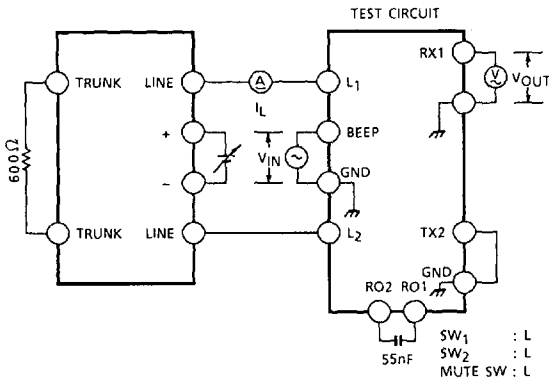 TEST CIRCUIT
TRUNK
LINE
A
I_L
L1
RX1
V
VOUT
600Ω
+
BEEP
VIN
−
GND
TRUNK
LINE
L2
TX2
GND
RO2
RO1
55nF
SW1 : L
SW2 : L
MUTE SW : L